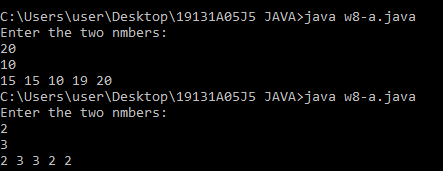 C:\Users\user\Desktop\19131A05J5 JAVA>java w8-a.java
Enter the two nmbers:
20
10
15 15 10 19 20
C:\Users\user\Desktop\19131A05J5 JAVA>java w8-a.java
Enter the two nmbers:
2
3
2 3 3 2 2